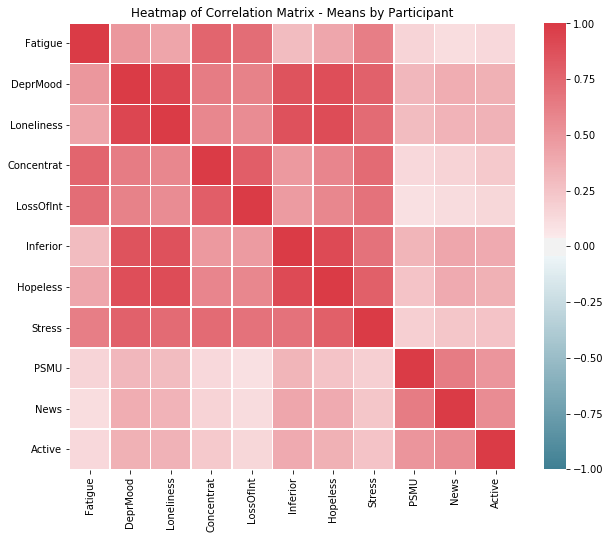 Heatmap of Correlation Matrix - Means by Participant
Fatigue
DeprMood
Loneliness
Concentrat
LossOfInt
Inferior
Hopeless
Stress
PSMU
News
Active
Fatigue
DeprMood
Loneliness
Concentrat
LossOfInt
Inferior
Hopeless
Stress
PSMU
News
Active
1.00
0.75
0.50
0.25
0.00
−0.25
−0.50
−0.75
−1.00